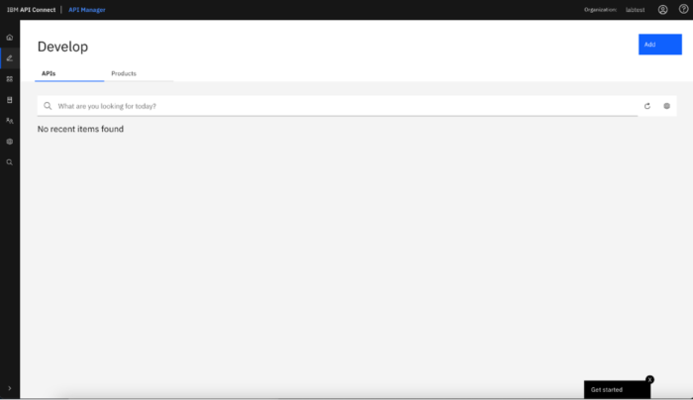 IBM API Connect | API Manager
Organization: labtest
Develop
Add
APIs Products
What are you looking for today?
No recent items found
Get started